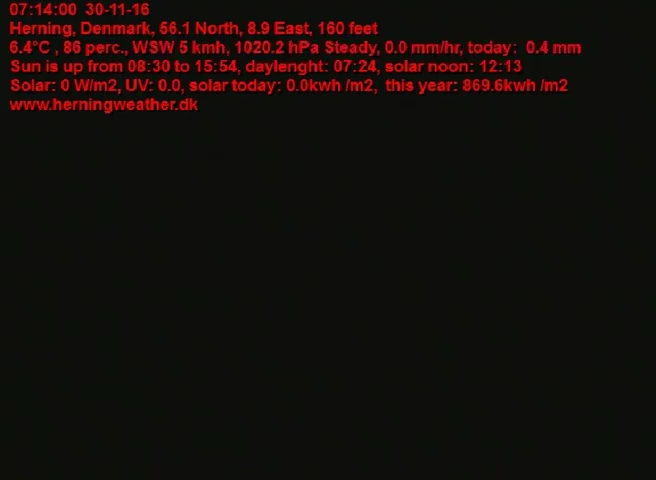 07:14:00 30-11-16
Herning, Denmark, 56.1 North, 8.9 East, 160 feet
6.4°C , 86 perc., WSW 5 kmh, 1020.2 hPa Steady, 0.0 mm/hr, today: 0.4 mm
Sun is up from 08:30 to 15:54, daylenght: 07:24, solar noon: 12:13
Solar: 0 W/m2, UV: 0.0, solar today: 0.0kwh /m2, this year: 869.6kwh /m2
www.herningweather.dk